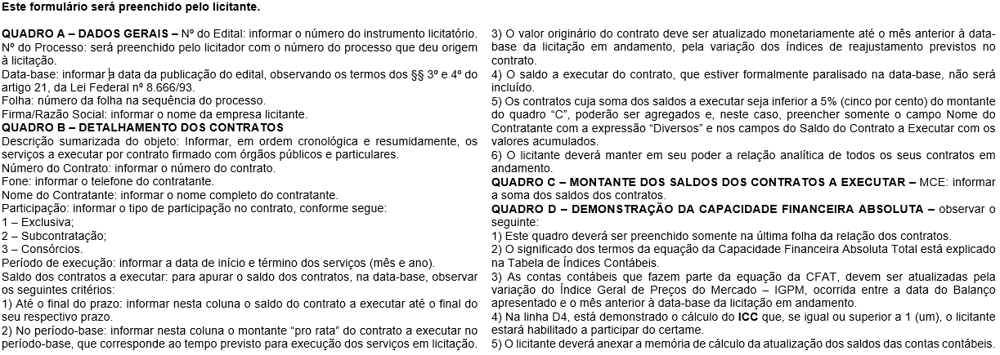 Este formulário será preenchido pelo licitante.
QUADRO A – DADOS GERAIS – Nº do Edital: informar o número do instrumento licitatório.
Nº do Processo: será preenchido pelo licitador com o número do processo que deu origem
à licitação.
Data-base: informar a data da publicação do edital, observando os termos dos §§ 3º e 4º do
artigo 21, da Lei Federal nº 8.666/93.
Folha: número da folha na sequência do processo.
Firma/Razão Social: informar o nome da empresa licitante.
QUADRO B – DETALHAMENTO DOS CONTRATOS
Descrição sumarizada do objeto: Informar, em ordem cronológica e resumidamente, os
serviços a executar por contrato firmado com órgãos públicos e particulares.
Número do Contrato: informar o número do contrato.
Fone: informar o telefone do contratante.
Nome do Contratante: informar o nome completo do contratante.
Participação: informar o tipo de participação no contrato, conforme segue:
1 – Exclusiva;
2 – Subcontratação;
3 – Consórcios.
Período de execução: informar a data de início e término dos serviços (mês e ano).
Saldo dos contratos a executar: para apurar o saldo dos contratos, na data-base, observar
os seguintes critérios:
1) Até o final do prazo: informar nesta coluna o saldo do contrato a executar até o final do
seu respectivo prazo.
2) No período-base: informar nesta coluna o montante “pro rata” do contrato a executar no
período-base, que corresponde ao tempo previsto para execução dos serviços em licitação.
3) O valor originário do contrato deve ser atualizado monetariamente até o mês anterior à data-
base da licitação em andamento, pela variação dos índices de reajustamento previstos no
contrato.
4) O saldo a executar do contrato, que estiver formalmente paralisado na data-base, não será
incluído.
5) Os contratos cuja soma dos saldos a executar seja inferior a 5% (cinco por cento) do montante
do quadro “C”, poderão ser agregados e, neste caso, preencher somente o campo Nome do
Contratante com a expressão “Diversos” e nos campos do Saldo do Contrato a Executar com os
valores acumulados.
6) O licitante deverá manter em seu poder a relação analítica de todos os seus contratos em
andamento.
QUADRO C – MONTANTE DOS SALDOS DOS CONTRATOS A EXECUTAR – MCE: informar
a soma dos saldos dos contratos.
QUADRO D – DEMONSTRAÇÃO DA CAPACIDADE FINANCEIRA ABSOLUTA – observar o
seguinte:
1) Este quadro deverá ser preenchido somente na última folha da relação dos contratos.
2) O significado dos termos da equação da Capacidade Financeira Absoluta Total está explicado
na Tabela de Índices Contábeis.
3) As contas contábeis que fazem parte da equação da CFAT, devem ser atualizadas pela
variação do Índice Geral de Preços do Mercado – IGPM, ocorrida entre a data do Balanço
apresentado e o mês anterior à data-base da licitação em andamento.
4) Na linha D4, está demonstrado o cálculo do ICC que, se igual ou superior a 1 (um), o licitante
estará habilitado a participar do certame.
5) O licitante deverá anexar a memória de cálculo da atualização dos saldos das contas contábeis.